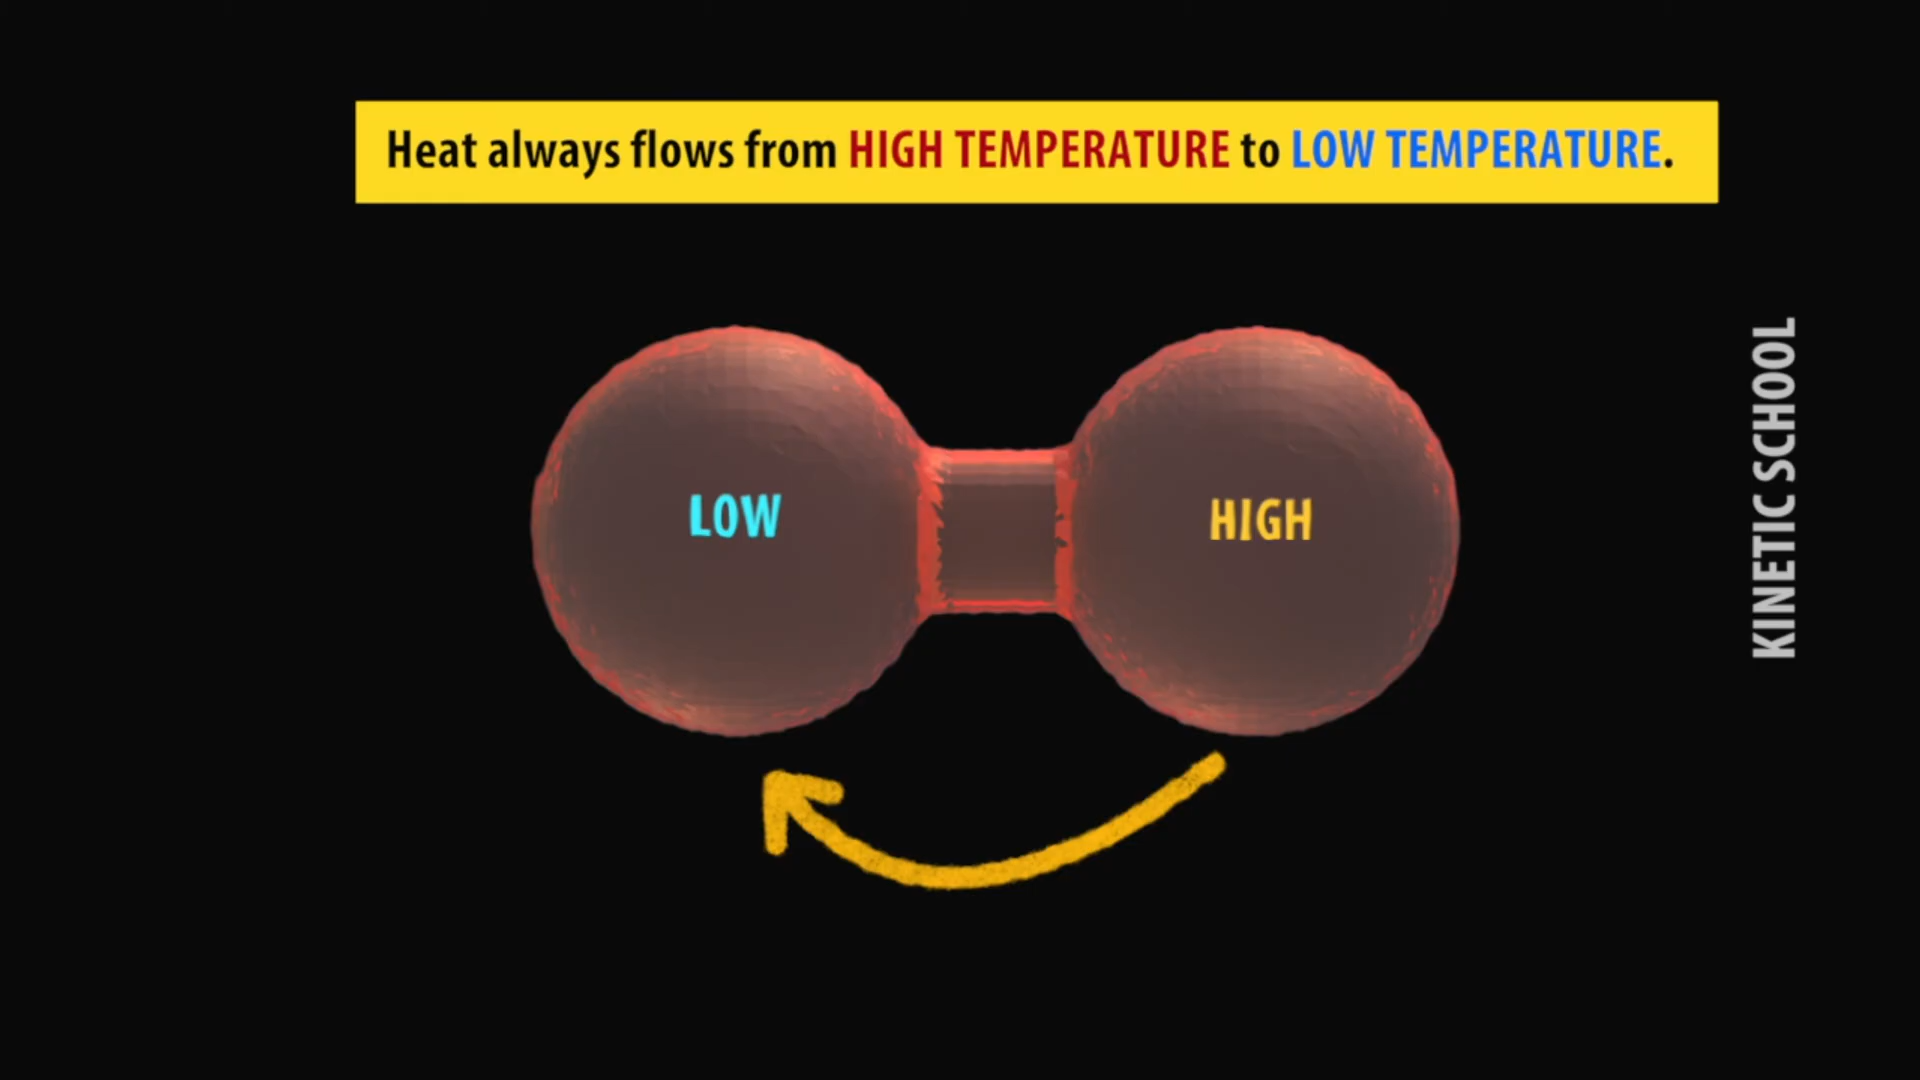 Heat always flows from HIGH TEMPERATURE to LOW TEMPERATURE.
LOW
HIGH
KINETIC SCHOOL